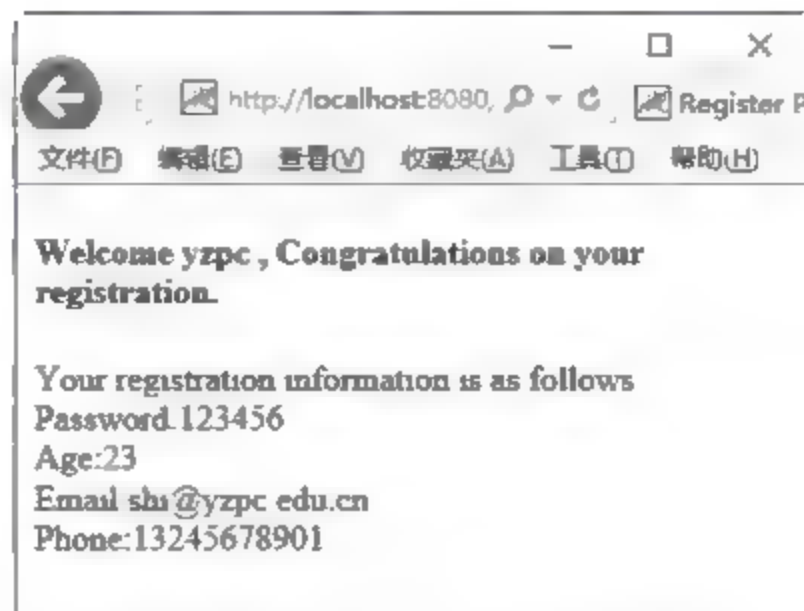 http://localhost:8080, Register P
文件(F) 编辑(E) 查看(V) 收藏夹(A) 工具(T) 帮助(H)
Welcome yzpc , Congratulations on your
registration.
Your registration information is as follows
Password:123456
Age:23
Email shi@yzpc edu.cn
Phone:13245678901